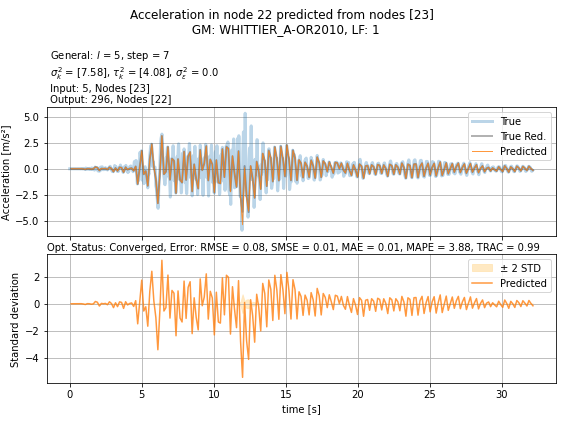 Acceleration in node 22 predicted from nodes [23]
GM: WHITTIER_A-OR2010, LF: 1
General: l = 5, step = 7
σ²ₖ = [7.58], τ²ₖ = [4.08], σ²ε = 0.0
Input: 5, Nodes [23]
Output: 296, Nodes [22]
Acceleration [m/s²]
5.0
2.5
0.0
−2.5
−5.0
True
True Red.
Predicted
Opt. Status: Converged, Error: RMSE = 0.08, SMSE = 0.01, MAE = 0.01, MAPE = 3.88, TRAC = 0.99
Standard deviation
2
0
−2
−4
± 2 STD
Predicted
0 5 10 15 20 25 30
time [s]